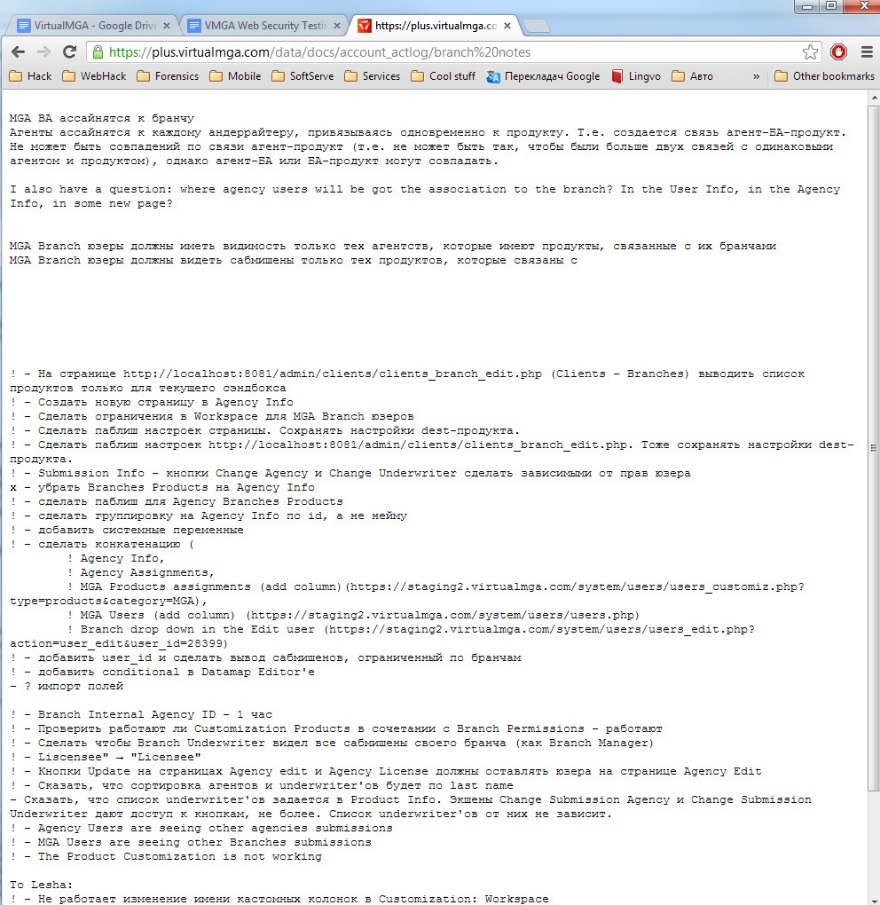 VirtualMGA - Google Driv
VMGA Web Security Testi
https://plus.virtualmga.co
https://plus.virtualmga.com/data/docs/account_actlog/branch%20notes
Hack WebHack Forensics Mobile SoftServe Services Cool stuff Перекладач Google Lingvo Авто » Other bookmarks
MGA BA ассайнятся к бранчу
Агенты ассайнятся к каждому андеррайтеру, привязываясь одновременно к продукту. Т.е. создается связь агент-БА-продукт.
Не может быть совпадений по связи агент-продукт (т.е. не может быть так, чтобы были больше двух связей с одинаковыми
агентом и продуктом), однако агент-БА или БА-продукт могут совпадать.
I also have a question: where agency users will be got the association to the branch? In the User Info, in the Agency
Info, in some new page?
MGA Branch юзеры должны иметь видимость только тех агентств, которые имеют продукты, связанные с их бранчами
MGA Branch юзеры должны видеть сабмишены только тех продуктов, которые связаны с
! - На странице http://localhost:8081/admin/clients/clients_branch_edit.php (Clients - Branches) выводить список
продуктов только для текущего сэндбокса
! - Создать новую страницу в Agency Info
! - Сделать ограничения в Workspace для MGA Branch юзеров
! - Сделать паблиш настроек страницы. Сохранять настройки dest-продукта.
! - Сделать паблиш настроек http://localhost:8081/admin/clients/clients_branch_edit.php. Тоже сохранять настройки dest-
продукта.
! - Submission Info - кнопки Change Agency и Change Underwriter сделать зависимыми от прав юзера
x - убрать Branches Products на Agency Info
! - сделать паблиш для Agency Branches Products
! - сделать группировку на Agency Info по id, а не нейму
! - добавить системные переменные
! - сделать конкатенацию (
! Agency Info,
! Agency Assignments,
! MGA Products assignments (add column)(https://staging2.virtualmga.com/system/users/users_customiz.php?
type=products&category=MGA),
! MGA Users (add column) (https://staging2.virtualmga.com/system/users/users.php)
! Branch drop down in the Edit user (https://staging2.virtualmga.com/system/users/users_edit.php?
action=user_edit&user_id=28399)
! - добавить user_id и сделать вывод сабмишенов, ограниченный по бранчам
! - добавить conditional в Datamap Editor'е
- ? импорт полей
! - Branch Internal Agency ID - 1 час
! - Проверить работают ли Customization Products в сочетании с Branch Permissions - работают
! - Сделать чтобы Branch Underwriter видел все сабмишены своего бранча (как Branch Manager)
! - Liscensee" → "Licensee"
! - Кнопки Update на страницах Agency edit и Agency License должны оставлять юзера на странице Agency Edit
! - Сказать, что сортировка агентов и underwriter'ов будет по last name
- Сказать, что список underwriter'ов задается в Product Info. Экшены Change Submission Agency и Change Submission
Underwriter дают доступ к кнопкам, не более. Список underwriter'ов от них не зависит.
! - Agency Users are seeing other agencies submissions
! - MGA Users are seeing other Branches submissions
! - The Product Customization is not working
To Lesha:
! - Не работает изменение имени кастомных колонок в Customization: Workspace